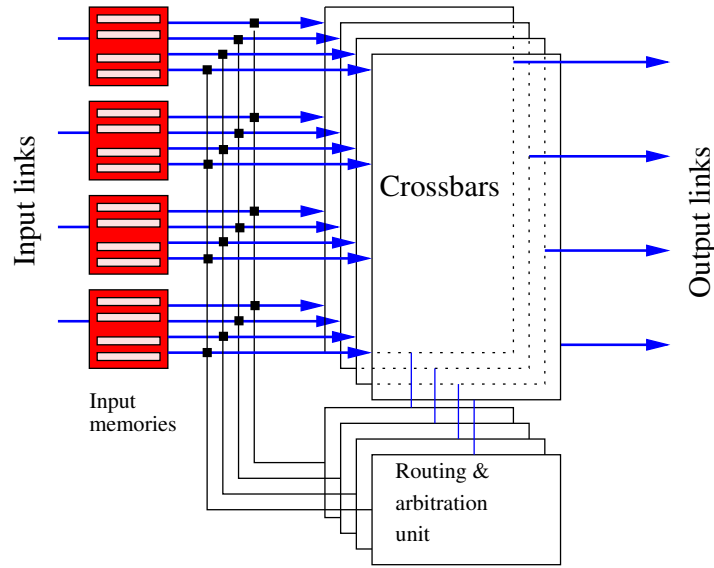 Input links
Crossbars
Output links
Input
memories
Routing &
arbitration
unit